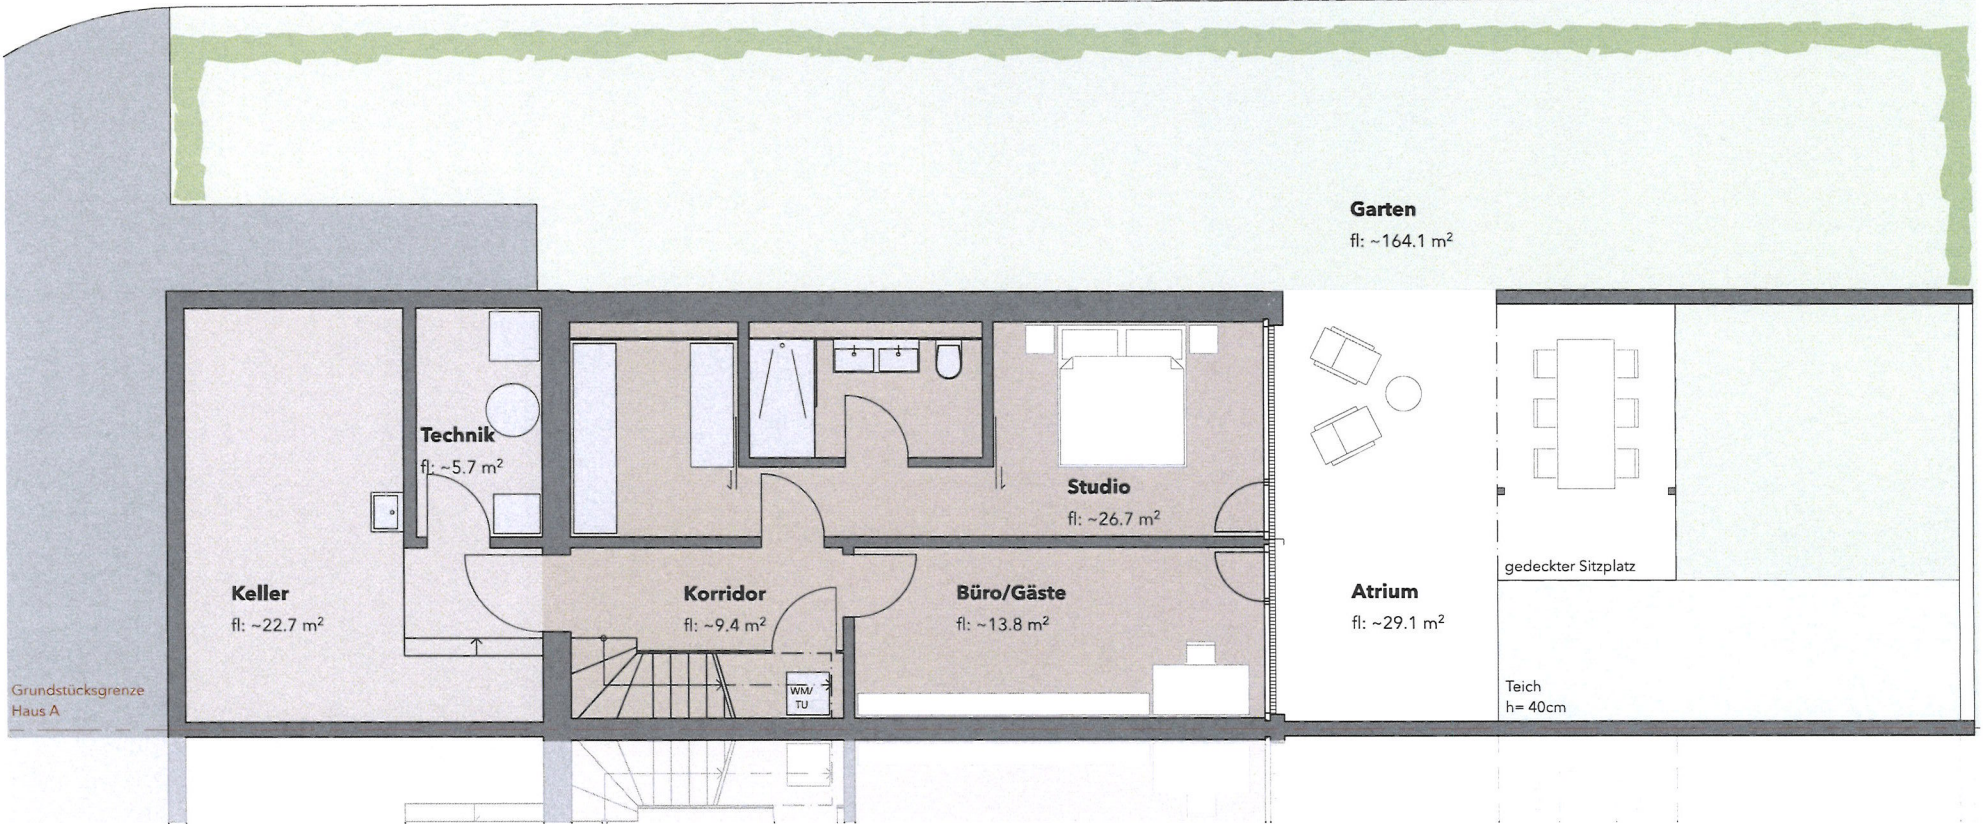 Garten
fl: ~164.1 m²
Technik
fl: ~5.7 m²
Studio
fl: ~26.7 m²
gedeckter Sitzplatz
Keller
fl: ~22.7 m²
Korridor
fl: ~9.4 m²
Büro/Gäste
fl: ~13.8 m²
Atrium
fl: ~29.1 m²
Grundstücksgrenze
Haus A
WM/
TU
Teich
h= 40cm